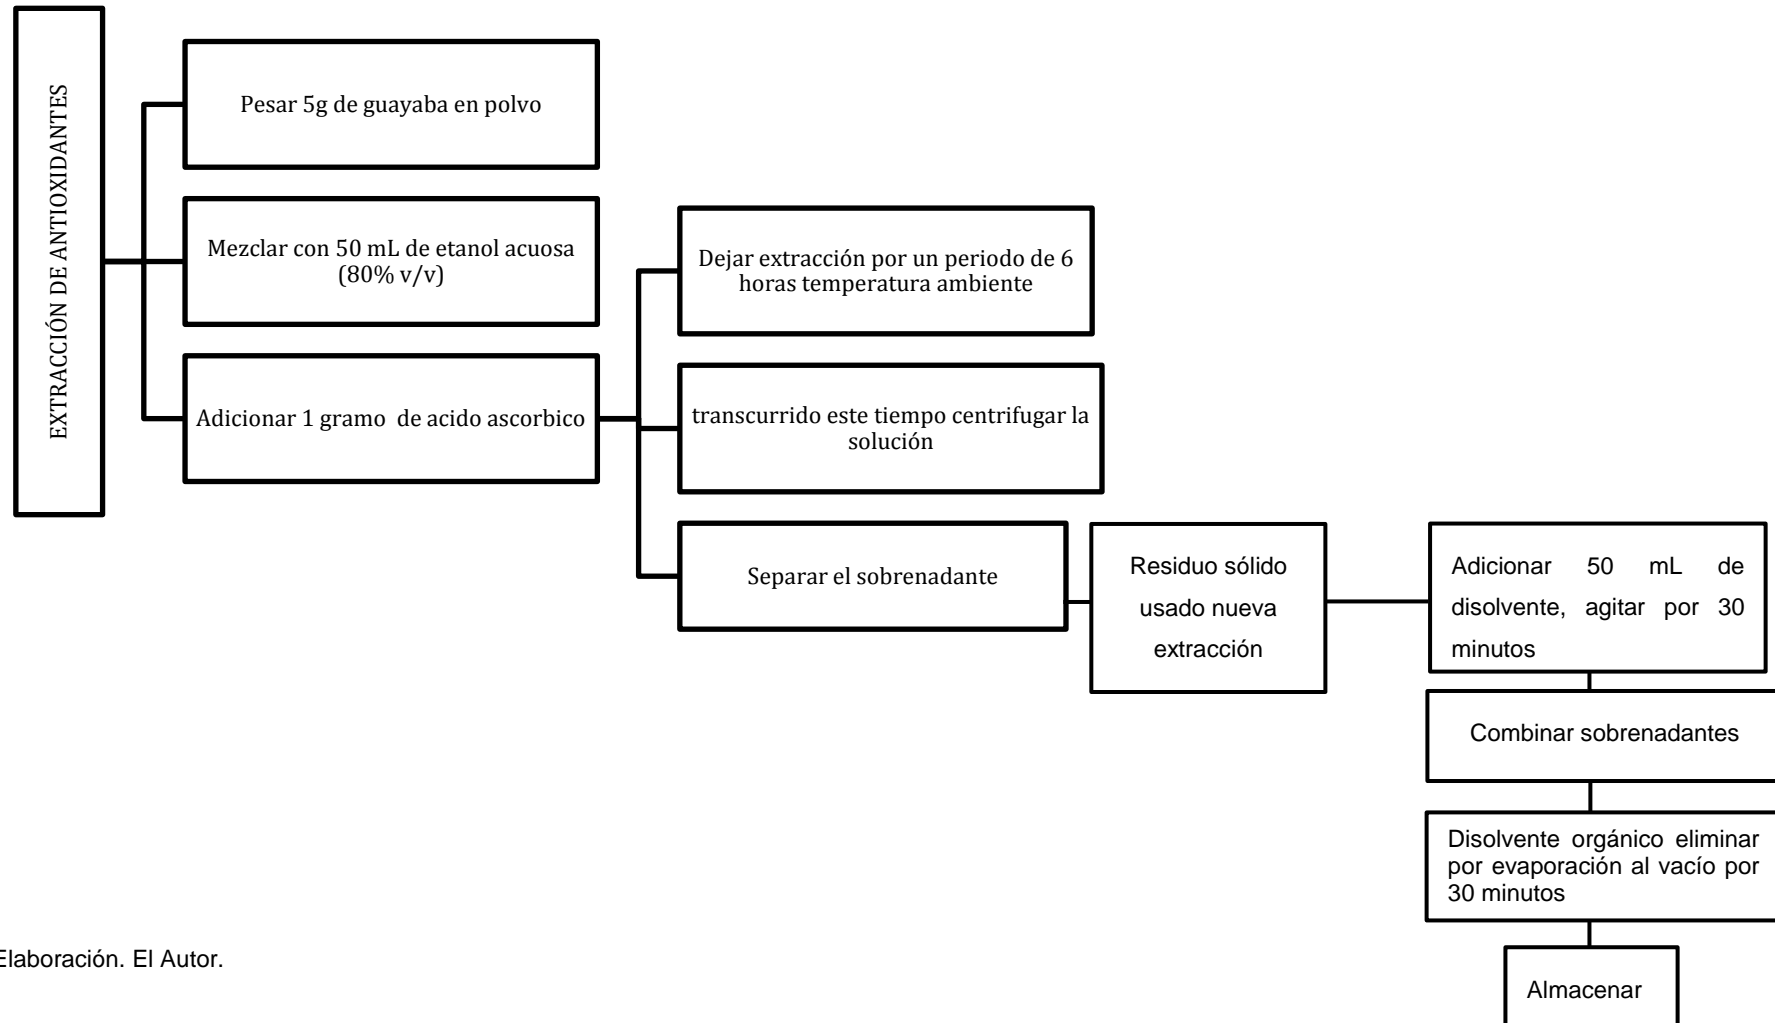 EXTRACCIÓN DE ANTIOXIDANTES
Pesar 5g de guayaba en polvo
Mezclar con 50 mL de etanol acuosa
(80% v/v)
Adicionar 1 gramo  de acido ascorbico
Dejar extracción por un periodo de 6
horas temperatura ambiente
transcurrido este tiempo centrifugar la
solución
Separar el sobrenadante
Residuo sólido
usado nueva
extracción
Adicionar 50 mL de
disolvente, agitar por 30
minutos
Combinar sobrenadantes
Disolvente orgánico eliminar
por evaporación al vacío por
30 minutos
Almacenar
Elaboración. El Autor.